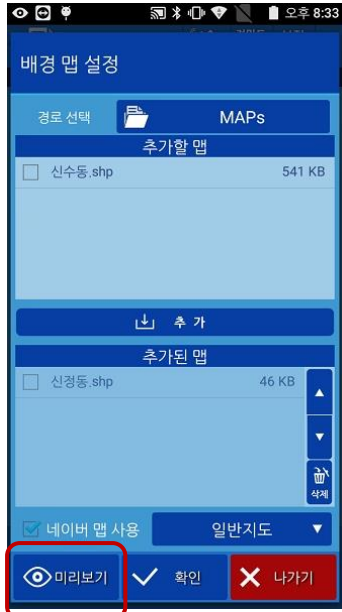 오후 8:33
배경 맵 설정
경로 선택 MAPs
추가할 맵
신수동.shp 541 KB
추가
추가된 맵
신정동.shp 46 KB
삭제
네이버 맵 사용 일반지도
미리보기 확인 나가기